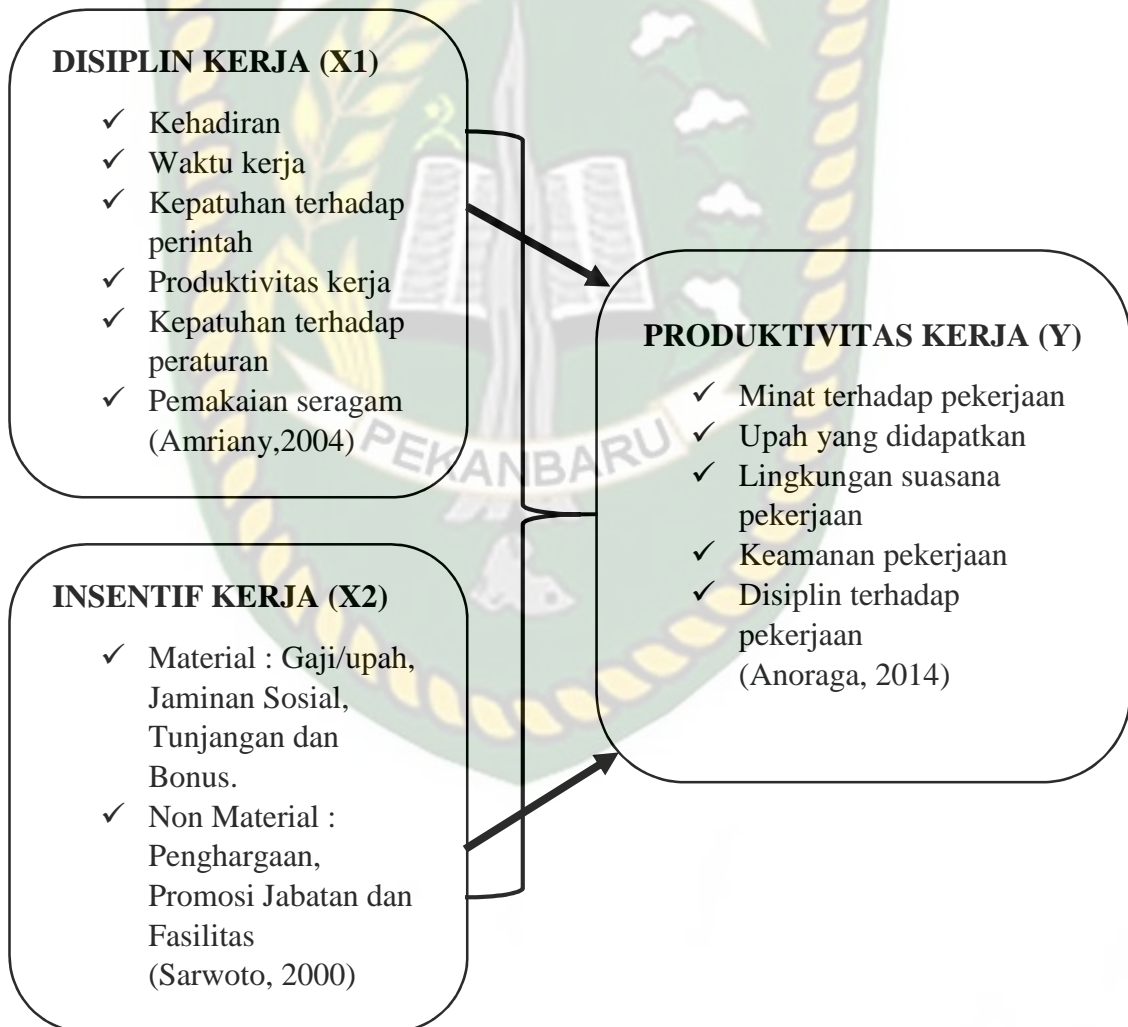 DISIPLIN KERJA (X1)
✓ Kehadiran
✓ Waktu kerja
✓ Kepatuhan terhadap
perintah
✓ Produktivitas kerja
✓ Kepatuhan terhadap
peraturan
✓ Pemakaian seragam
(Amriany,2004)
INSENTIF KERJA (X2)
✓ Material : Gaji/upah,
Jaminan Sosial,
Tunjangan dan
Bonus.
✓ Non Material :
Penghargaan,
Promosi Jabatan dan
Fasilitas
(Sarwoto, 2000)
PRODUKTIVITAS KERJA (Y)
✓ Minat terhadap pekerjaan
✓ Upah yang didapatkan
✓ Lingkungan suasana
pekerjaan
✓ Keamanan pekerjaan
✓ Disiplin terhadap
pekerjaan
(Anoraga, 2014)
PEKANBARU